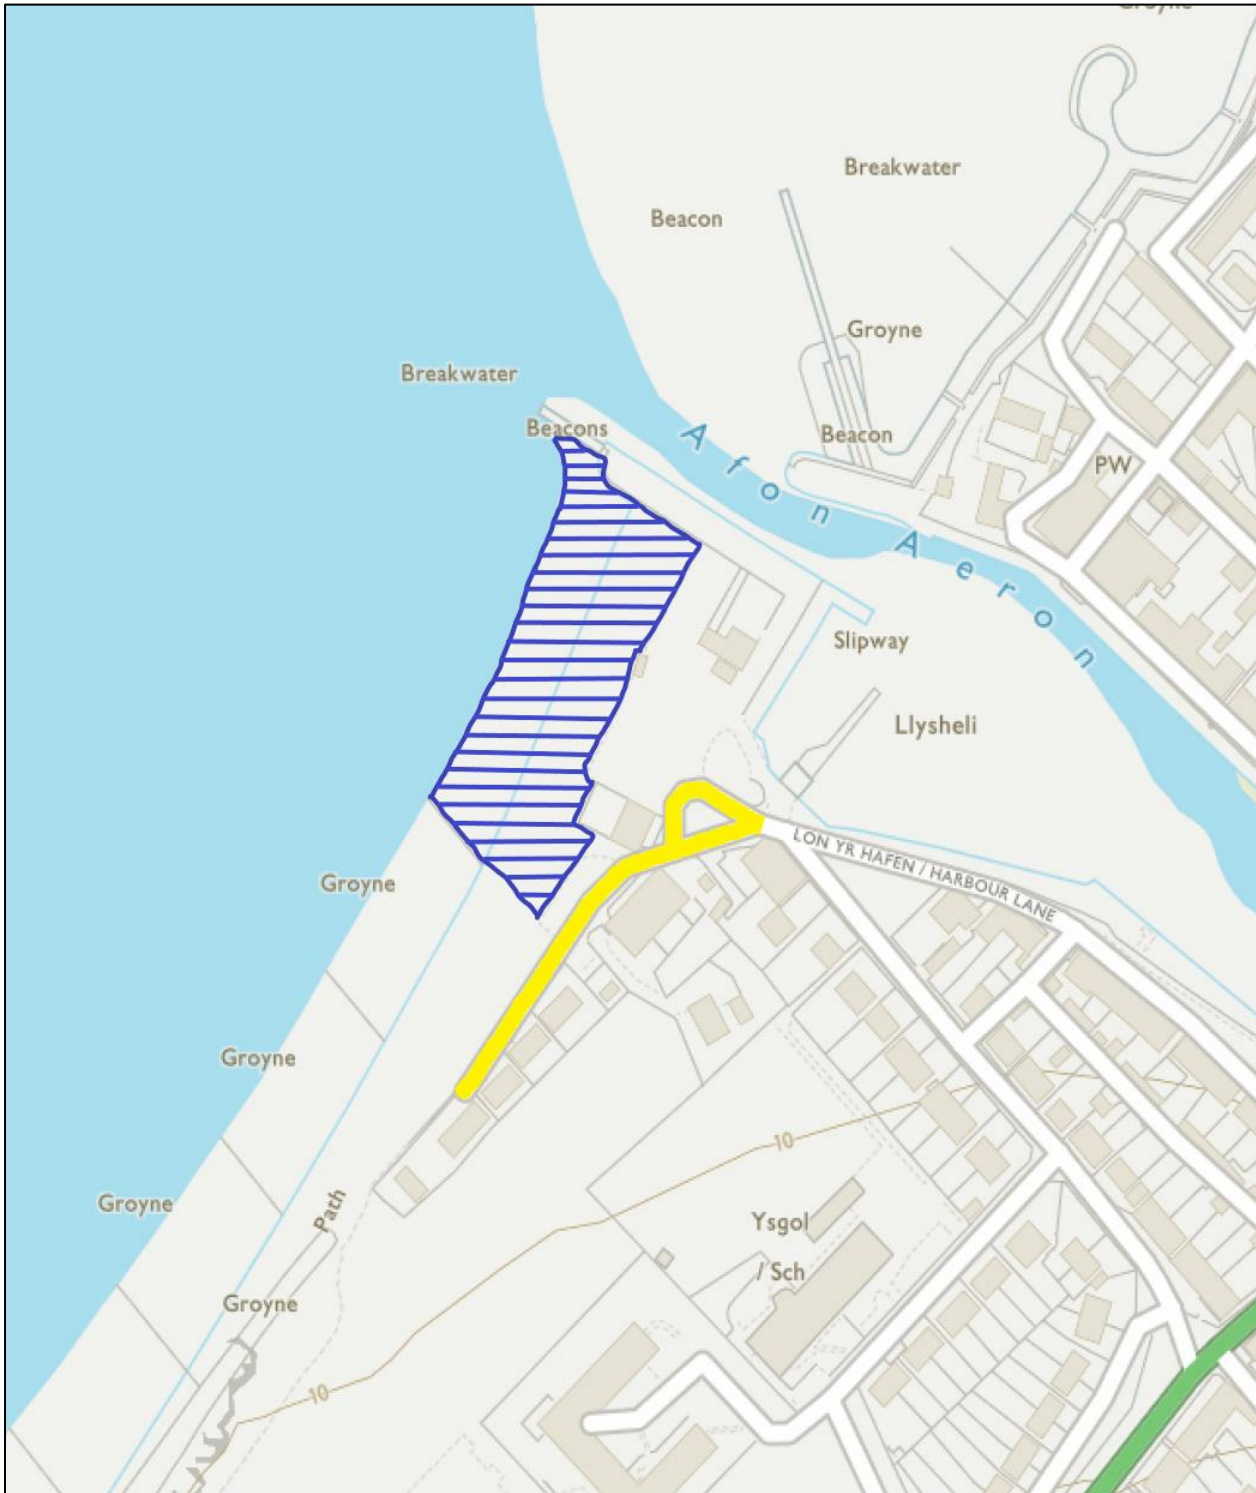 Groyne
Breakwater
Beacon
Groyne
Breakwater
Beacons
Beacon
PW
Afon Aeron
Slipway
Llysheli
LON YR HAFEN / HARBOUR LANE
Groyne
Groyne
10
Groyne
Path
Ysgol
/ Sch
Groyne
10